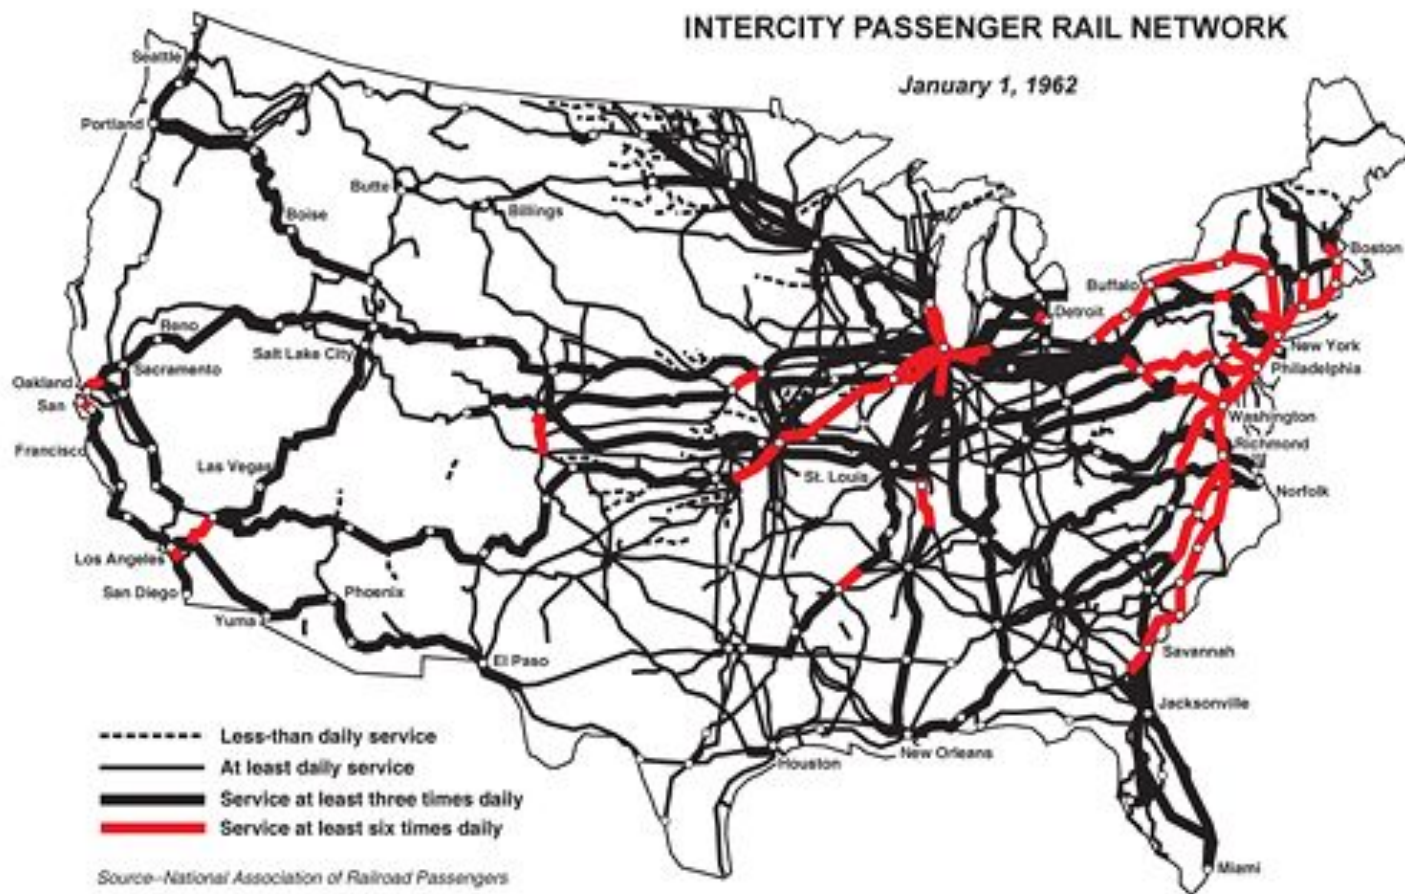 INTERCITY PASSENGER RAIL NETWORK
January 1, 1962
Seattle
Portland
Butte
Billings
Boise
Boston
Buffalo
Detroit
Reno
New York
Salt Lake City
Sacramento
Philadelphia
Oakland
San
Francisco
Washington
Richmond
Las Vegas
St. Louis
Norfolk
Los Angeles
San Diego
Phoenix
Yuma
El Paso
Savannah
Jacksonville
New Orleans
Houston
Miami
Less-than daily service
At least daily service
Service at least three times daily
Service at least six times daily
Source--National Association of Railroad Passengers